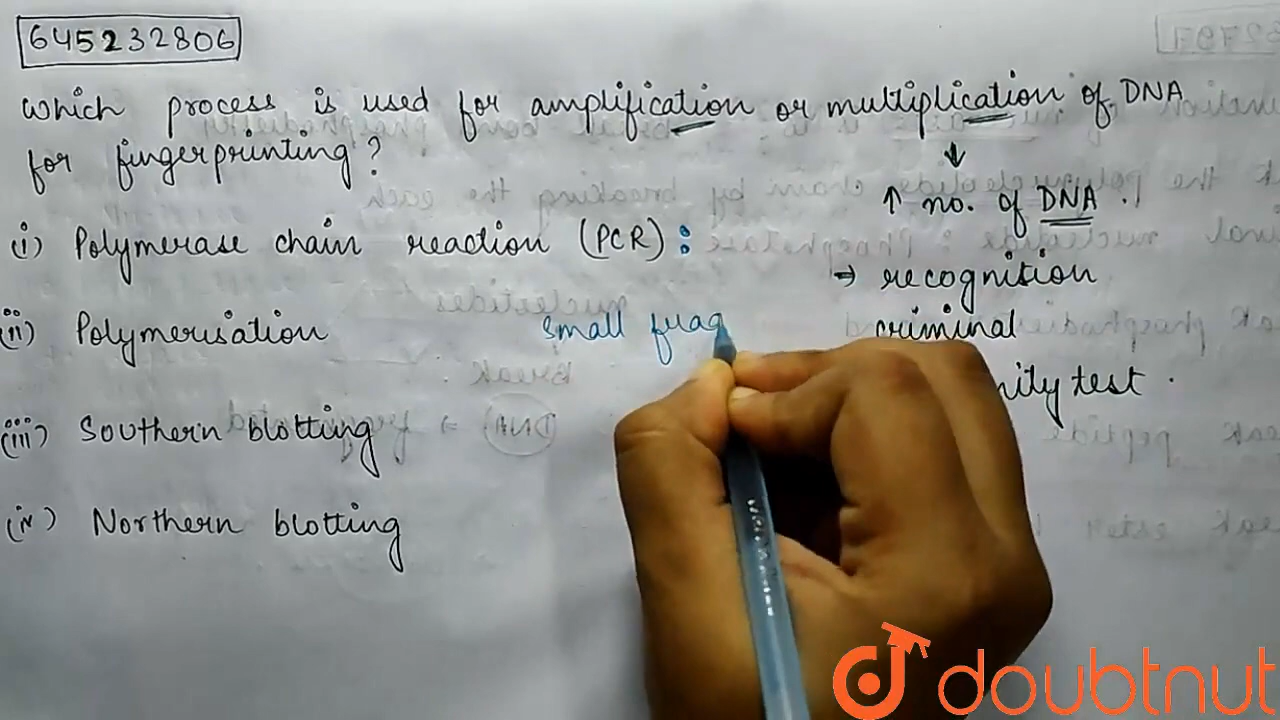 645232806
Which process is used for amplification or multiplication of DNA
for fingerprinting?
↓
↑ no. of DNA.
(i) Polymerase chain reaction (PCR):
→ recognition
(ii) Polymerisation
small frag
criminal
nity test.
(iii) Southern blotting
(iv) Northern blotting
doubtnut